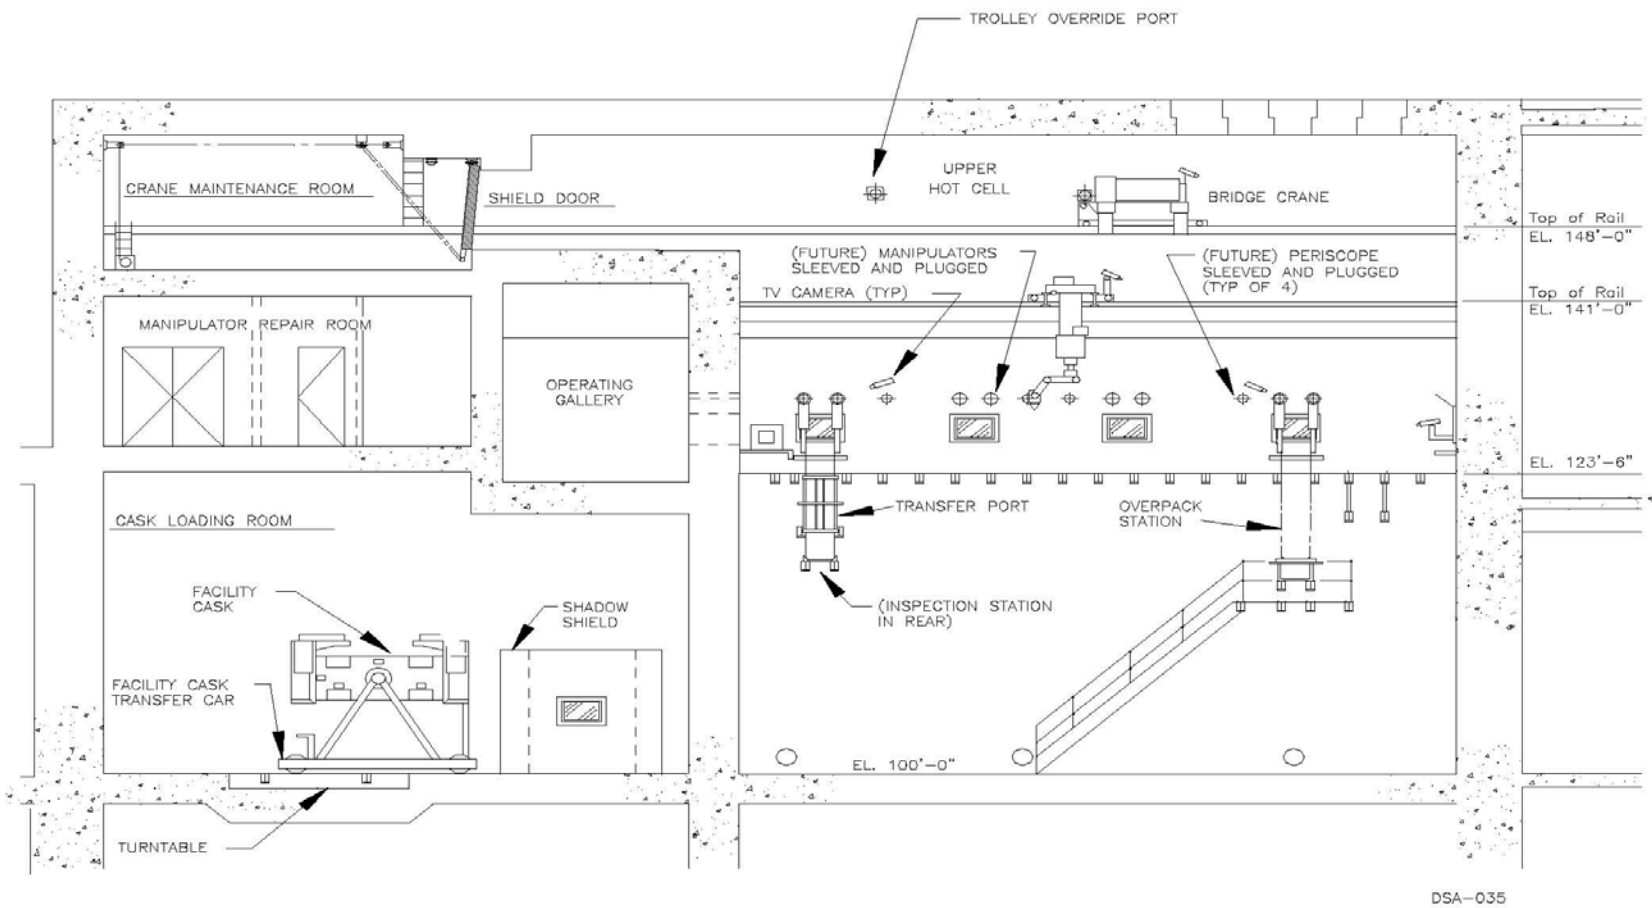 TROLLEY OVERRIDE PORT
UPPER
HOT CELL
CRANE MAINTENANCE ROOM
SHIELD DOOR
BRIDGE CRANE
Top of Rail
EL. 148'-0"
(FUTURE) MANIPULATORS
SLEEVED AND PLUGGED
(FUTURE) PERISCOPE
SLEEVED AND PLUGGED
(TYP OF 4)
TV CAMERA (TYP)
Top of Rail
EL. 141'-0"
MANIPULATOR REPAIR ROOM
OPERATING
GALLERY
EL. 123'-6"
CASK LOADING ROOM
TRANSFER PORT
OVERPACK
STATION
FACILITY
CASK
SHADOW
SHIELD
(INSPECTION STATION
IN REAR)
FACILITY CASK
TRANSFER CAR
EL. 100'-0"
TURNTABLE
DSA-035